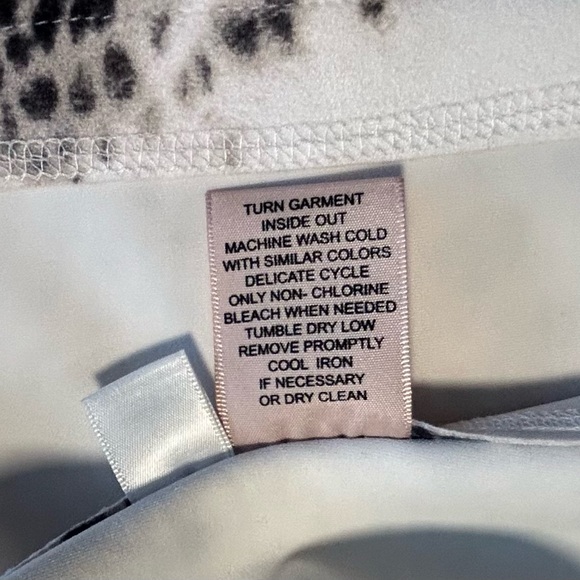 TURN GARMENT
INSIDE OUT
MACHINE WASH COLD
WITH SIMILAR COLORS
DELICATE CYCLE
ONLY NON- CHLORINE
BLEACH WHEN NEEDED
TUMBLE DRY LOW
REMOVE PROMPTLY
COOL IRON
IF NECESSARY
OR DRY CLEAN